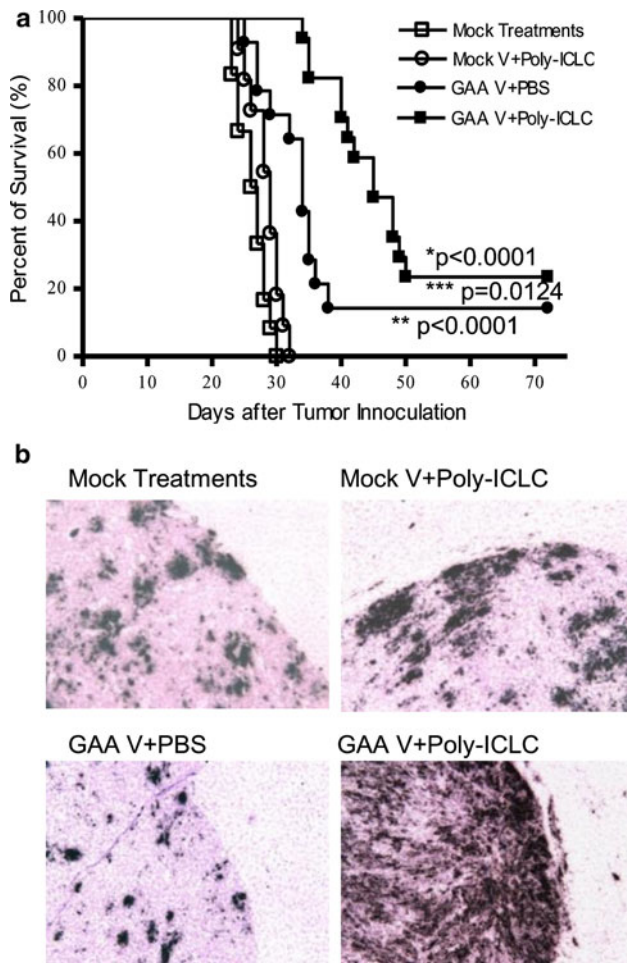 a
100
80
60
40
20
0
Percent of Survival (%)
Mock Treatments
Mock V+Poly-ICLC
GAA V+PBS
GAA V+Poly-ICLC
*p<0.0001
*** p=0.0124
** p<0.0001
0 10 20 30 40 50 60 70
Days after Tumor Innoculation
b
Mock Treatments Mock V+Poly-ICLC
GAA V+PBS GAA V+Poly-ICLC